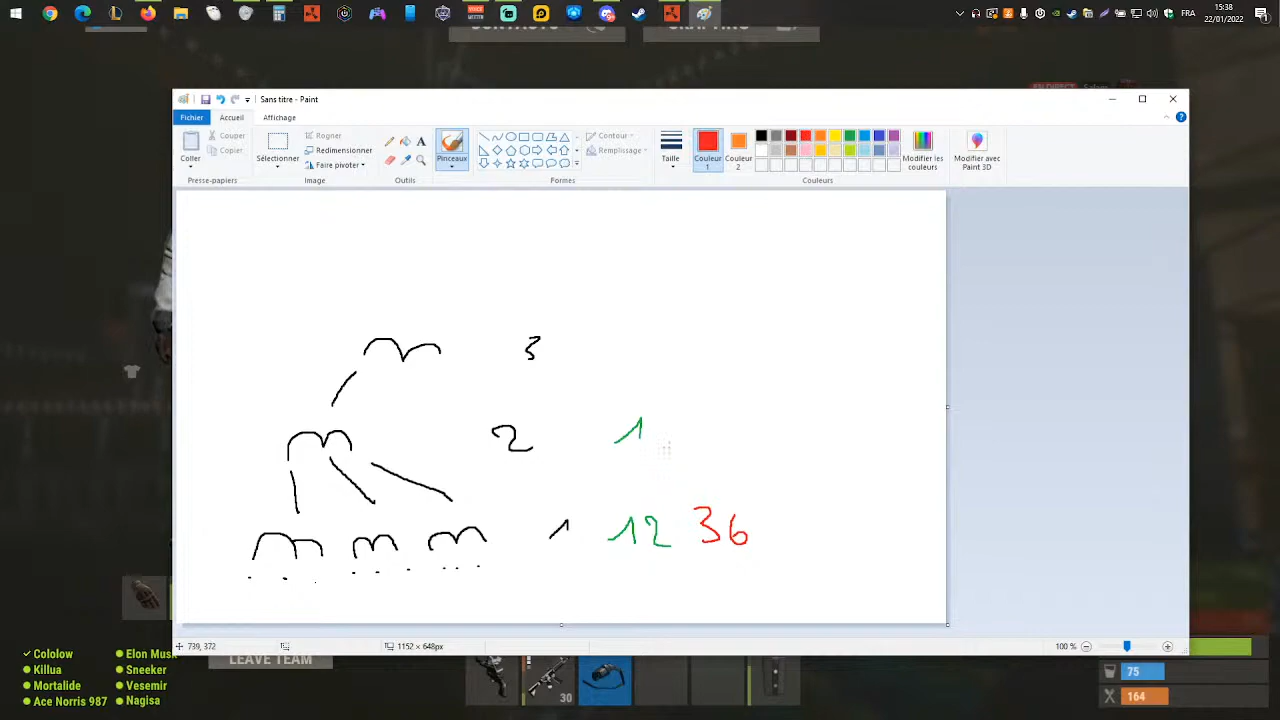 15:38
FRA
22/01/2022
Sans titre - Paint
Fichier Accueil Affichage
Coller
Couper
Copier
Presse-papiers
Sélectionner
Rogner
Redimensionner
Faire pivoter
Image
A
Outils
Pinceaux
Formes
Contour
Remplissage
Taille
Couleur 1
Couleur 2
Modifier les couleurs
Couleurs
Modifier avec Paint 3D
3
2 1
1 12 36
739, 372
1152 × 648px
100 %
Cololow Elon Mus
Killua Sneeker
Mortalide Vesemir
Ace Norris 987 Nagisa
LEAVE TEAM
30
75
164